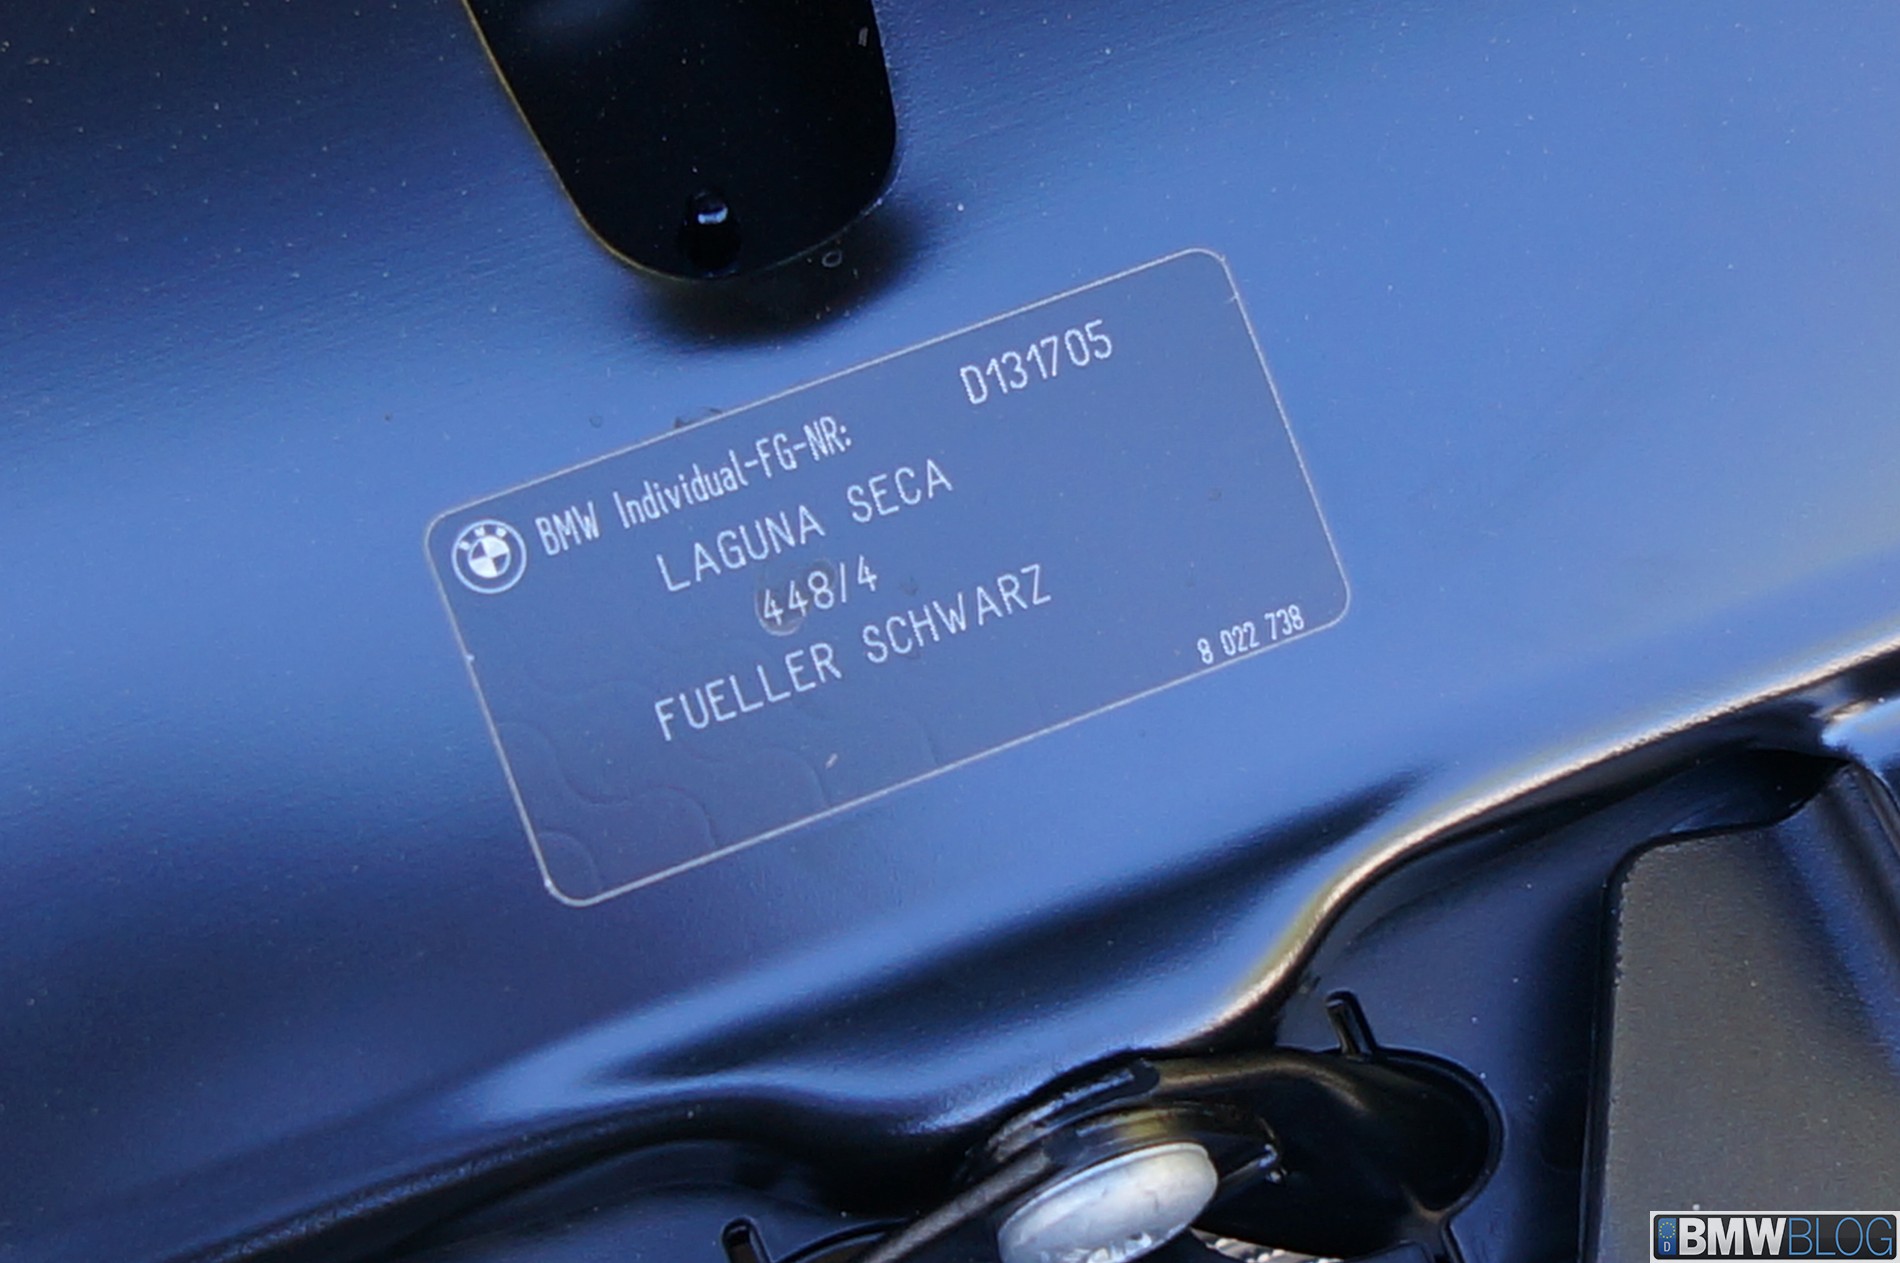 BMW Individual-FG-NR: D131705
LAGUNA SECA
448/4
FUELLER SCHWARZ
8 022 738
D BMWBLOG